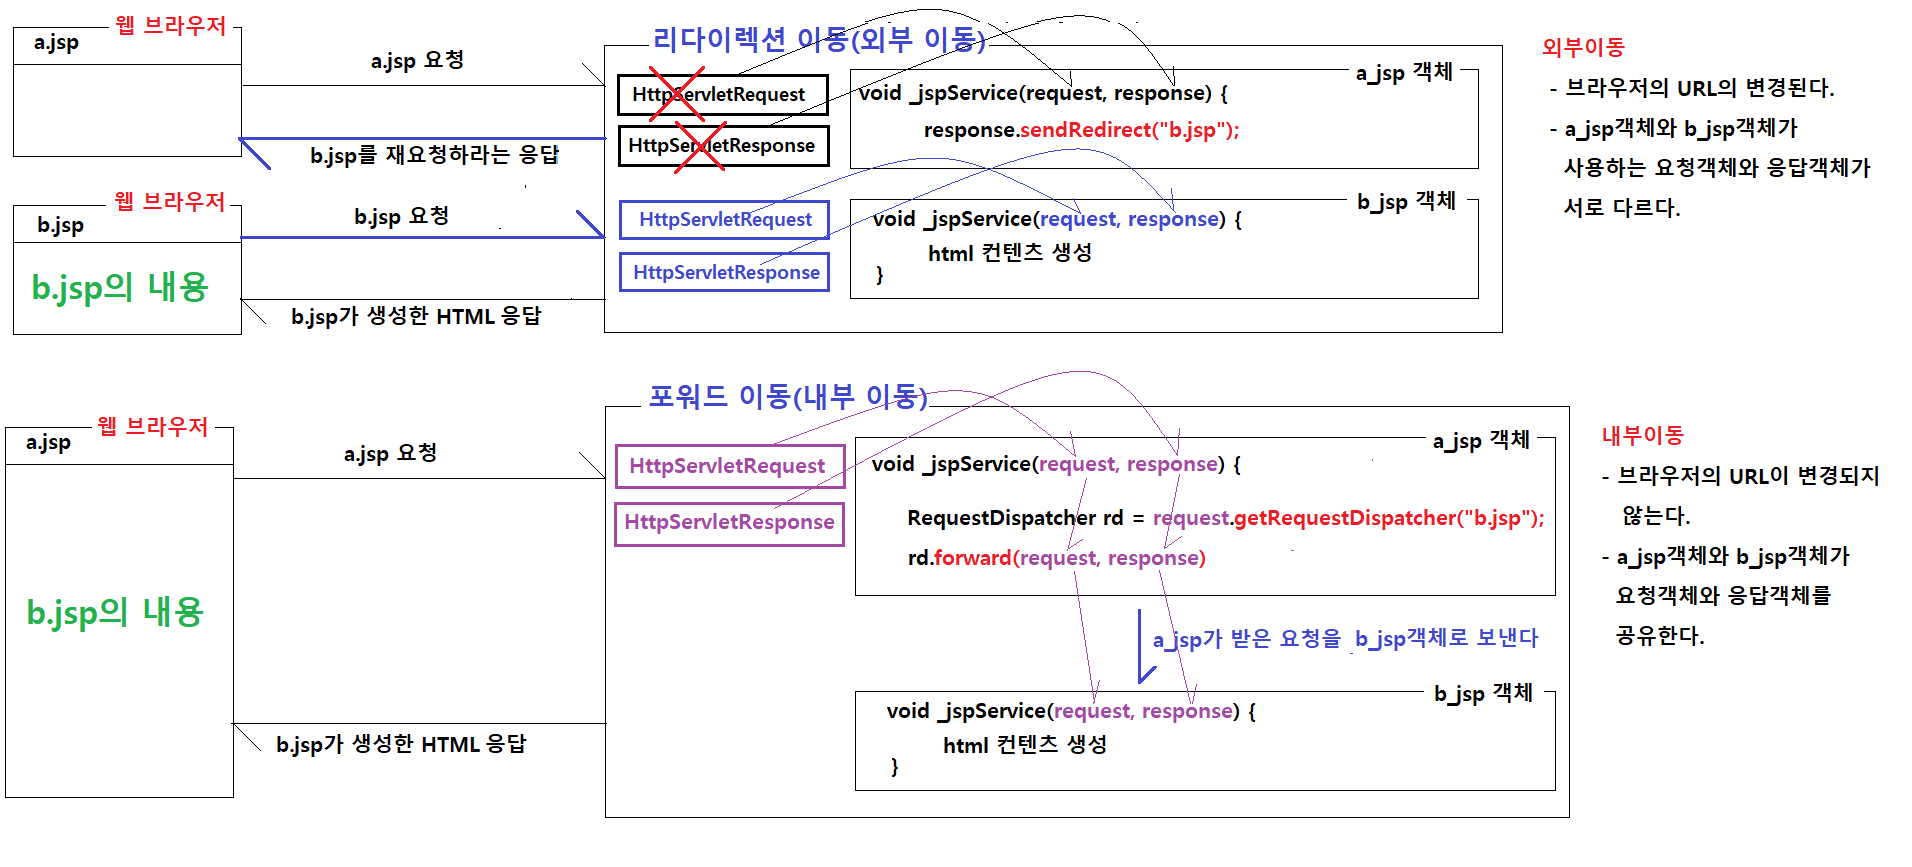 웹 브라우저
a.jsp
a.jsp 요청
b.jsp를 재요청하라는 응답
웹 브라우저
b.jsp
b.jsp의 내용
b.jsp 요청
b.jsp가 생성한 HTML 응답
리다이렉션 이동(외부 이동)
HttpServletRequest
HttpServletResponse
a_jsp 객체
void _jspService(request, response) {
response.sendRedirect("b.jsp");
HttpServletRequest
HttpServletResponse
b_jsp 객체
void _jspService(request, response) {
html 컨텐츠 생성
}
외부이동
- 브라우저의 URL의 변경된다.
- a_jsp객체와 b_jsp객체가
사용하는 요청객체와 응답객체가
서로 다르다.
웹 브라우저
a.jsp
b.jsp의 내용
a.jsp 요청
b.jsp가 생성한 HTML 응답
포워드 이동(내부 이동)
HttpServletRequest
HttpServletResponse
a_jsp 객체
void _jspService(request, response) {
RequestDispatcher rd = request.getRequestDispatcher("b.jsp");
rd.forward(request, response)
a_jsp가 받은 요청을 b_jsp객체로 보낸다
b_jsp 객체
void _jspService(request, response) {
html 컨텐츠 생성
}
내부이동
- 브라우저의 URL이 변경되지
않는다.
- a_jsp객체와 b_jsp객체가
요청객체와 응답객체를
공유한다.